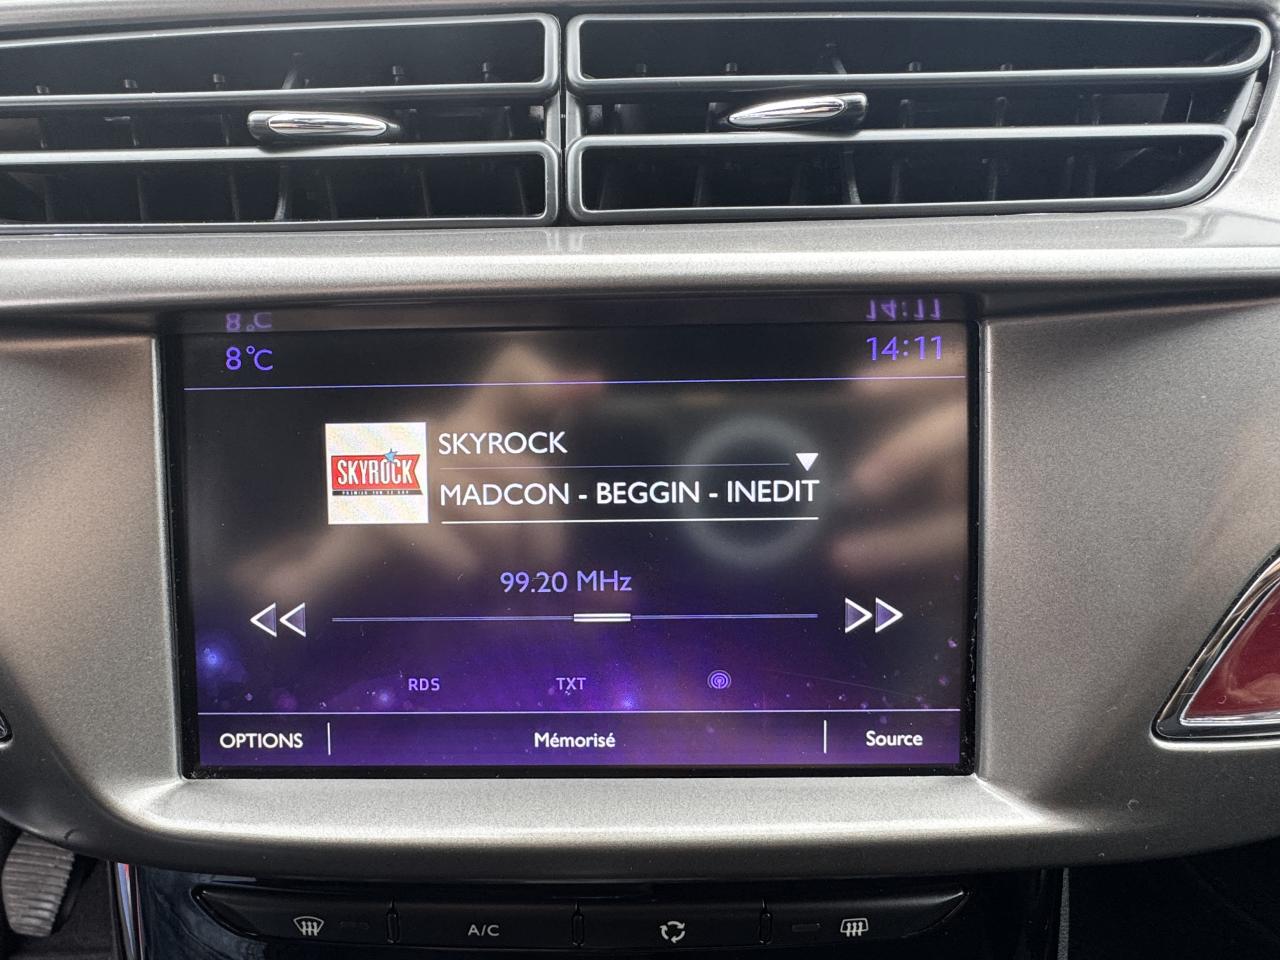 8°C
14:11
SKYROCK
SKYROCK
MADCON - BEGGIN - INEDIT
99.20 MHz
RDS TXT
OPTIONS Mémorisé Source
A/C